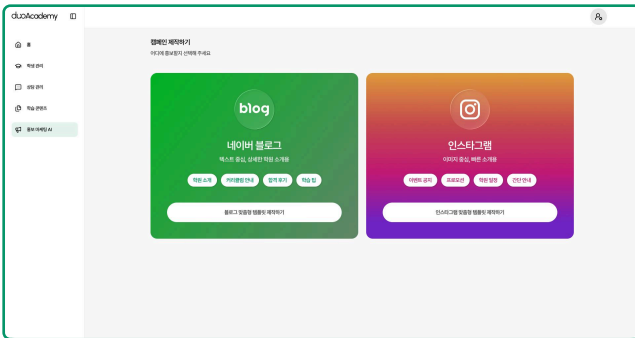 duoAcademy
홈
학생 관리
상담 관리
학습 콘텐츠
홍보 마케팅 AI
캠페인 제작하기
어디에 홍보할지 선택해 주세요.
blog
네이버 블로그
텍스트 중심, 상세한 학원 소개용
학원 소개
커리큘럼 안내
합격 후기
학습 팁
블로그 맞춤형 템플릿 제작하기
인스타그램
이미지 중심, 빠른 소개용
이벤트 공지
프로모션
학원 일정
간단 안내
인스타그램 맞춤형 템플릿 제작하기